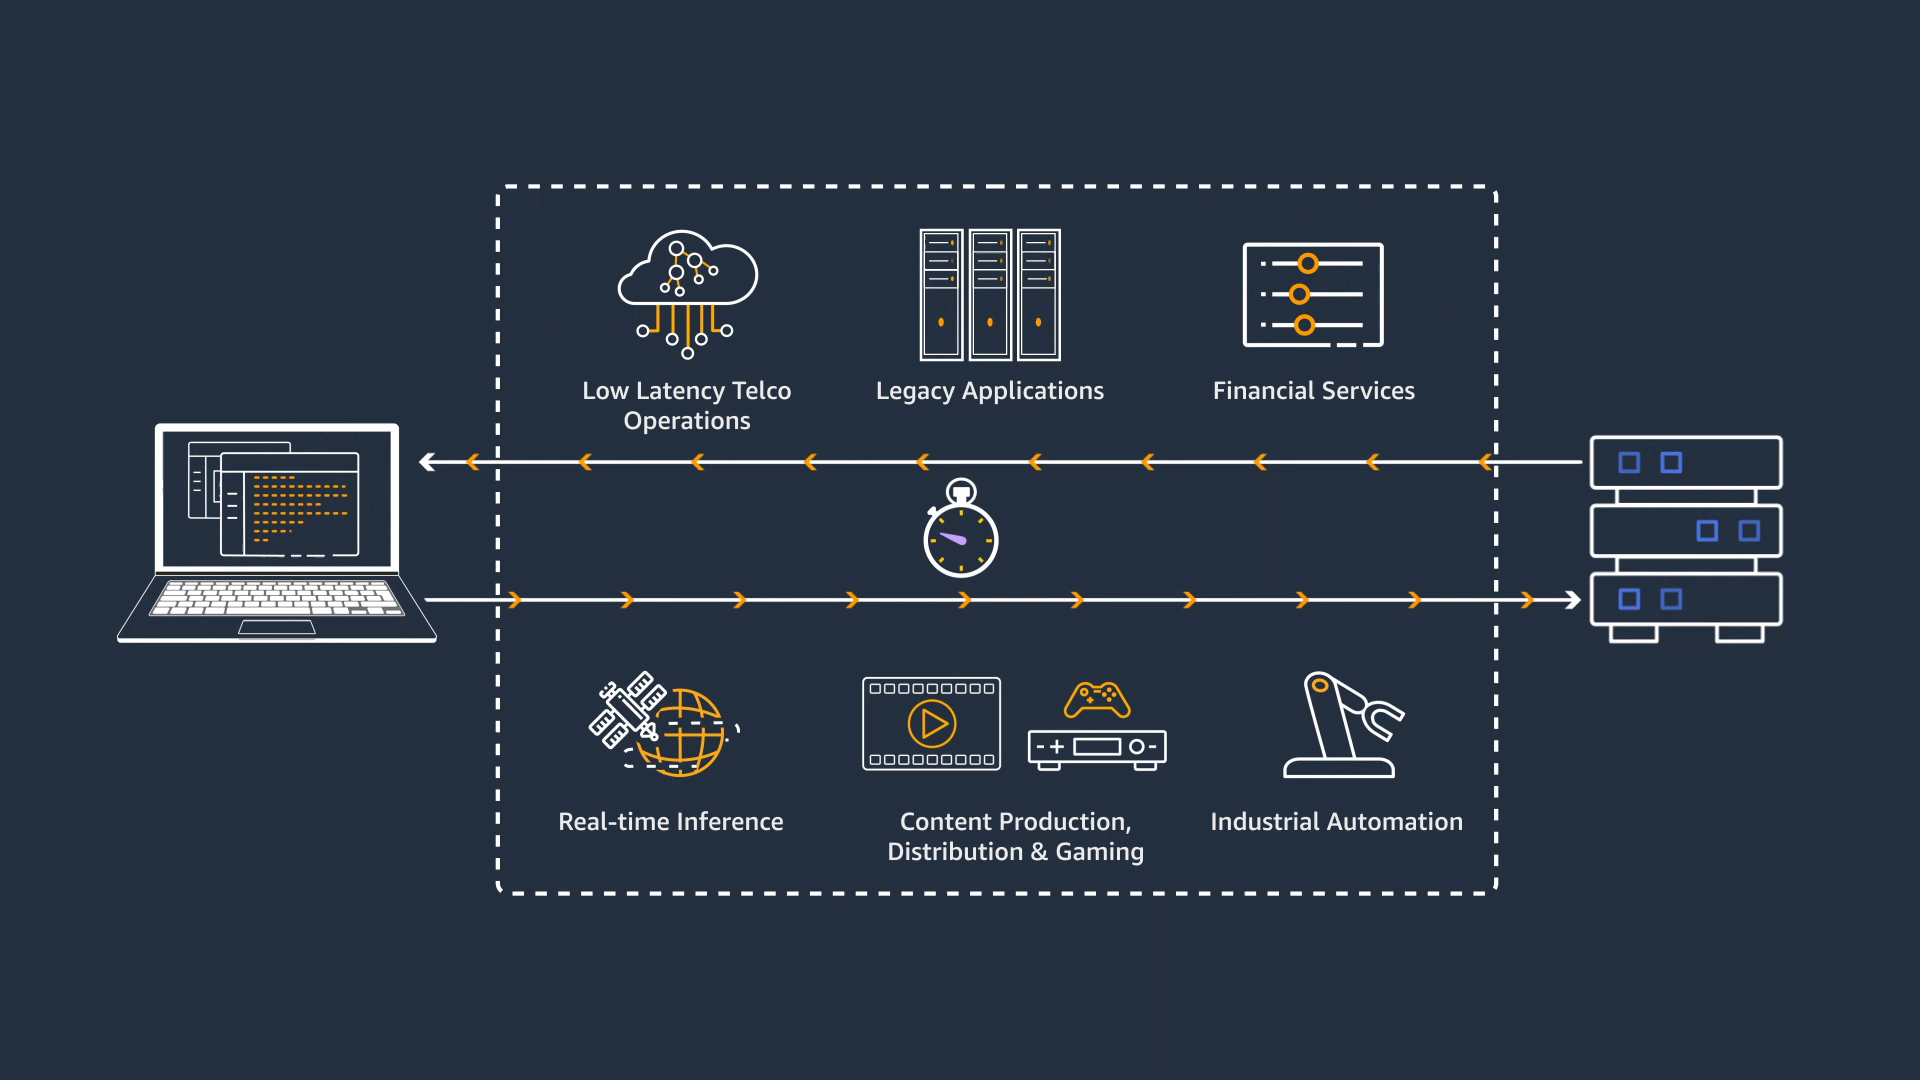 Low Latency Telco
Operations
Legacy Applications
Financial Services
Real-time Inference
Content Production,
Distribution & Gaming
Industrial Automation